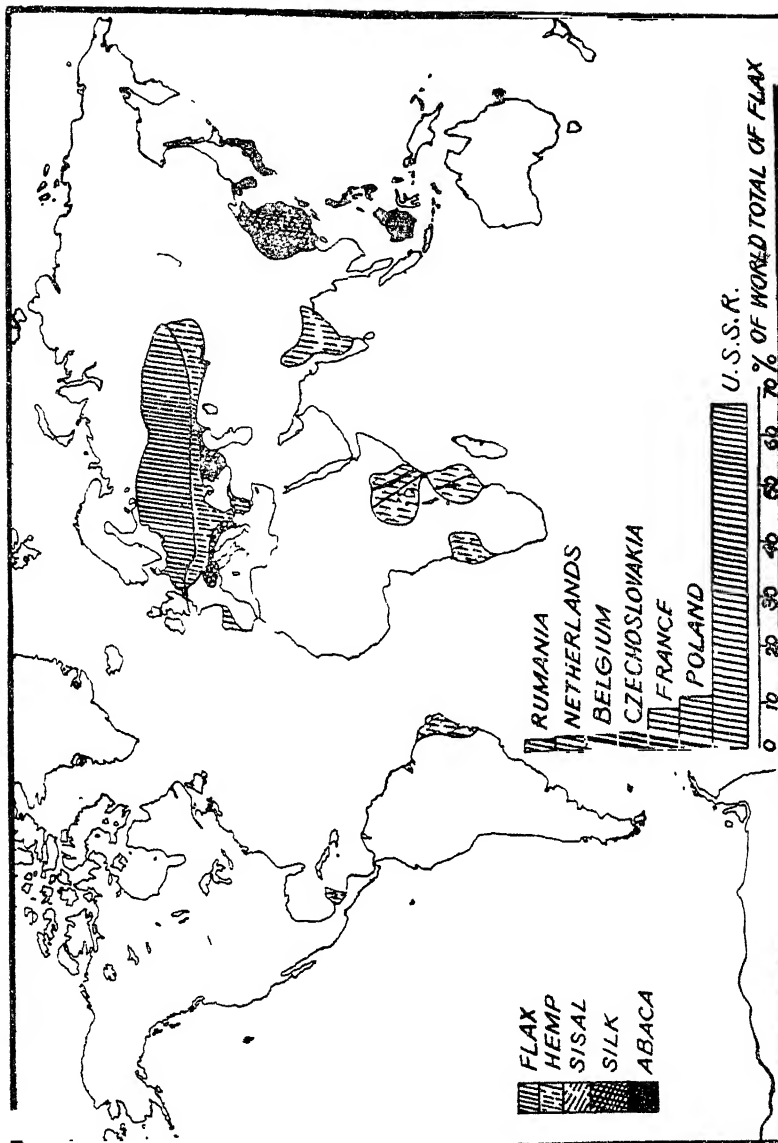 FLAX
HEMP
SISAL
SILK
ABACA
RUMANIA
NETHERLANDS
BELGIUM
CZECHOSLOVAKIA
FRANCE
POLAND
U.S.S.R.
0 10 20 30 40 50 60 70 % OF WORLD TOTAL OF FLAX